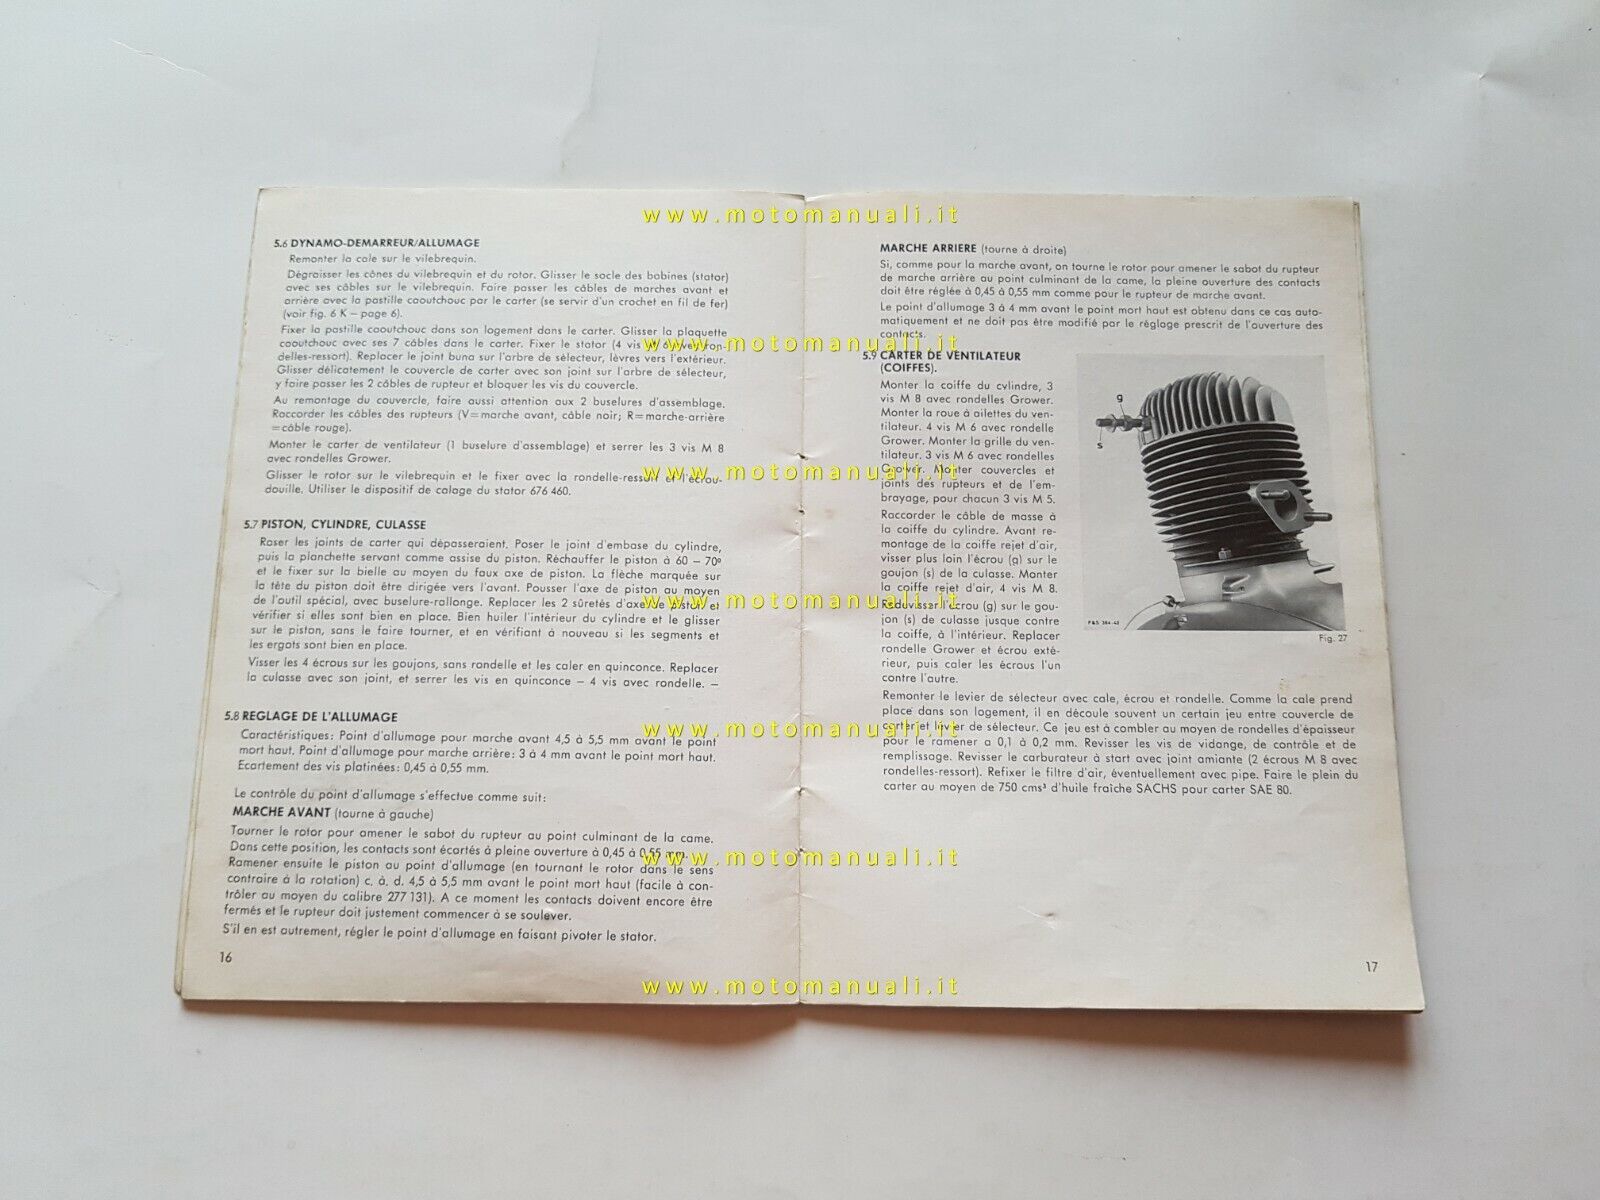 www.motomanuali.it
5.6 DYNAMO-DEMARREUR/ALLUMAGE
Remonter la cale sur le vilebrequin.
Dégraisser les cônes du vilebrequin et du rotor. Glisser le socle des bobines (stator)
avec ses câbles sur le vilebrequin. Faire passer les câbles de marches avant et
arrière avec la pastille caoutchouc par le carter (se servir d'un crochet en fil de fer)
(voir fig. 6 K – page 6).
Fixer la pastille caoutchouc dans son logement dans le carter. Glisser la plaquette
caoutchouc avec ses 7 câbles dans le carter. Fixer le stator (4 vis M 6 avec ron-
delles-ressort). Replacer le joint buna sur l'arbre de sélecteur, lèvres vers l'extérieur.
Glisser délicatement le couvercle de carter avec son joint sur l'arbre de sélecteur,
y faire passer les 2 câbles de rupteur et bloquer les vis du couvercle.
Au remontage du couvercle, faire aussi attention aux 2 buselures d'assemblage.
Raccorder les câbles des rupteurs (V=marche avant, câble noir; R=marche-arrière
=câble rouge).
Monter le carter de ventilateur (1 buselure d'assemblage) et serrer les 3 vis M 8
avec rondelles Grower.
Glisser le rotor sur le vilebrequin et le fixer avec la rondelle-ressort et l'écrou-
douille. Utiliser le dispositif de calage du stator 676 460.
5.7 PISTON, CYLINDRE, CULASSE
Raser les joints de carter qui dépasseraient. Poser le joint d'embase du cylindre,
puis la planchette servant comme assise du piston. Réchauffer le piston à 60 – 70°
et le fixer sur la bielle au moyen du faux axe de piston. La flèche marquée sur
la tête du piston doit être dirigée vers l'avant. Pousser l'axe de piston au moyen
de l'outil spécial, avec buselure-rallonge. Replacer les 2 sûretés d'axe de piston et
vérifier si elles sont bien en place. Bien huiler l'intérieur du cylindre et le glisser
sur le piston, sans le faire tourner, et en vérifiant à nouveau si les segments et
les ergots sont bien en place.
Visser les 4 écrous sur les goujons, sans rondelle et les caler en quinconce. Replacer
la culasse avec son joint, et serrer les vis en quinconce – 4 vis avec rondelle. –
5.8 REGLAGE DE L'ALLUMAGE
Caractéristiques: Point d'allumage pour marche avant 4,5 à 5,5 mm avant le point
mort haut. Point d'allumage pour marche arrière: 3 à 4 mm avant le point mort haut.
Ecartement des vis platinées: 0,45 à 0,55 mm.
Le contrôle du point d'allumage s'effectue comme suit:
MARCHE AVANT (tourne à gauche)
Tourner le rotor pour amener le sabot du rupteur au point culminant de la came.
Dans cette position, les contacts sont écartés à pleine ouverture à 0,45 à 0,55 mm.
Ramener ensuite le piston au point d'allumage (en tournant le rotor dans le sens
contraire à la rotation) c. à. d. 4,5 à 5,5 mm avant le point mort haut (facile à con-
trôler au moyen du calibre 277 131). A ce moment les contacts doivent encore être
fermés et le rupteur doit justement commencer à se soulever.
S'il en est autrement, régler le point d'allumage en faisant pivoter le stator.
16
MARCHE ARRIERE (tourne à droite)
Si, comme pour la marche avant, on tourne le rotor pour amener le sabot du rupteur
de marche arrière au point culminant de la came, la pleine ouverture des contacts
doit être réglée à 0,45 à 0,55 mm comme pour le rupteur de marche avant.
Le point d'allumage 3 à 4 mm avant le point mort haut est obtenu dans ce cas auto-
matiquement et ne doit pas être modifié par le réglage prescrit de l'ouverture des
contacts.
5.9 CARTER DE VENTILATEUR
(COIFFES).
Monter la coiffe du cylindre, 3
vis M 8 avec rondelles Grower.
Monter la roue à ailettes du ven-
tilateur. 4 vis M 6 avec rondelle
Grower. Monter la grille du ven-
tilateur. 3 vis M 6 avec rondelles
Grower. Monter couvercles et
joints des rupteurs et de l'em-
brayage, pour chacun 3 vis M 5.
Raccorder le câble de masse à
la coiffe du cylindre. Avant re-
montage de la coiffe rejet d'air,
visser plus loin l'écrou (g) sur le
goujon (s) de la culasse. Monter
la coiffe rejet d'air, 4 vis M 8.
Redévisser l'écrou (g) sur le gou-
jon (s) de culasse jusque contre
la coiffe, à l'intérieur. Replacer
rondelle Grower et écrou exté-
rieur, puis caler les écrous l'un
contre l'autre.
g
s
F&S 384-43
Fig. 27
Remonter le levier de sélecteur avec cale, écrou et rondelle. Comme la cale prend
place dans son logement, il en découle souvent un certain jeu entre couvercle de
carter et levier de sélecteur. Ce jeu est à combler au moyen de rondelles d'épaisseur
pour le ramener a 0,1 à 0,2 mm. Revisser les vis de vidange, de contrôle et de
remplissage. Revisser le carburateur à start avec joint amiante (2 écrous M 8 avec
rondelles-ressort). Refixer le filtre d'air, éventuellement avec pipe. Faire le plein du
carter au moyen de 750 cms³ d'huile fraîche SACHS pour carter SAE 80.
17
www.motomanuali.it
www.motomanuali.it
www.motomanuali.it
www.motomanuali.it
www.motomanuali.it
www.motomanuali.it